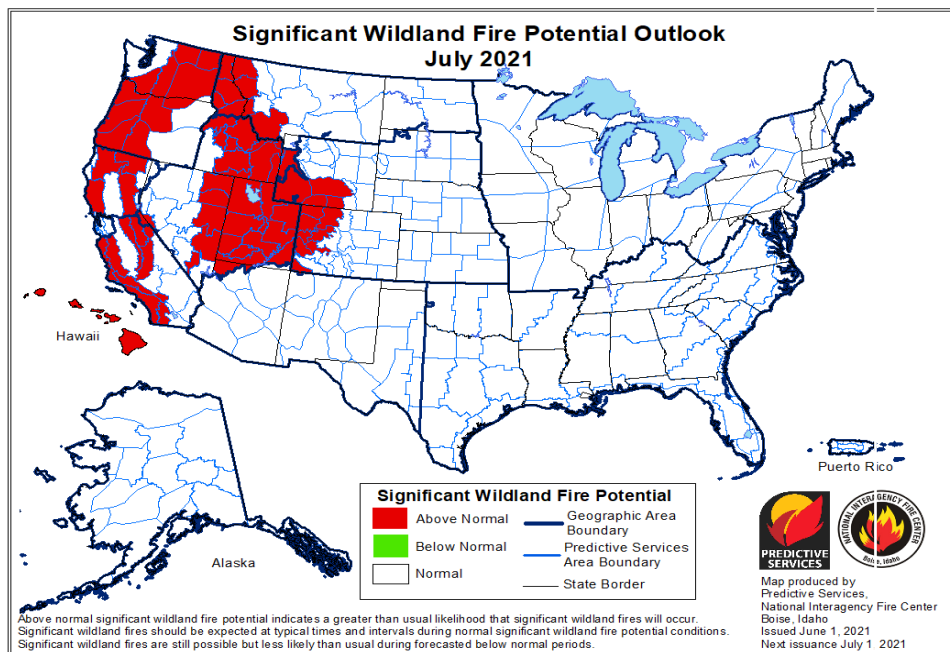 Significant Wildland Fire Potential Outlook
July 2021
Hawaii
Alaska
Puerto Rico
Significant Wildland Fire Potential
Above Normal
Below Normal
Normal
Geographic Area
Boundary
Predictive Services
Area Boundary
State Border
PREDICTIVE
SERVICES
NATIONAL INTERAGENCY FIRE CENTER
Boise, Idaho
Map produced by
Predictive Services,
National Interagency Fire Center
Boise, Idaho
Issued June 1, 2021
Next issuance July 1 2021
Above normal significant wildland fire potential indicates a greater than usual likelihood that significant wildland fires will occur.
Significant wildland fires should be expected at typical times and intervals during normal significant wildland fire potential conditions.
Significant wildland fires are still possible but less likely than usual during forecasted below normal periods.